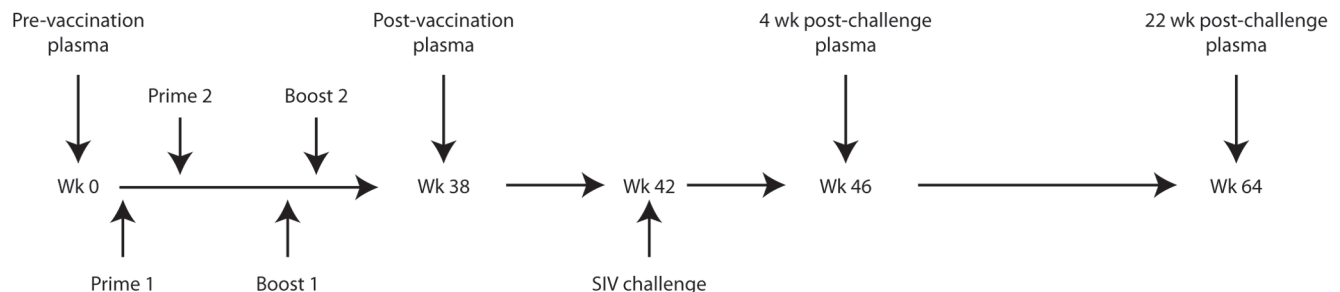 Pre-vaccination
plasma
Post-vaccination
plasma
4 wk post-challenge
plasma
22 wk post-challenge
plasma
Prime 2
Boost 2
Wk 0
Wk 38
Wk 42
Wk 46
Wk 64
Prime 1
Boost 1
SIV challenge